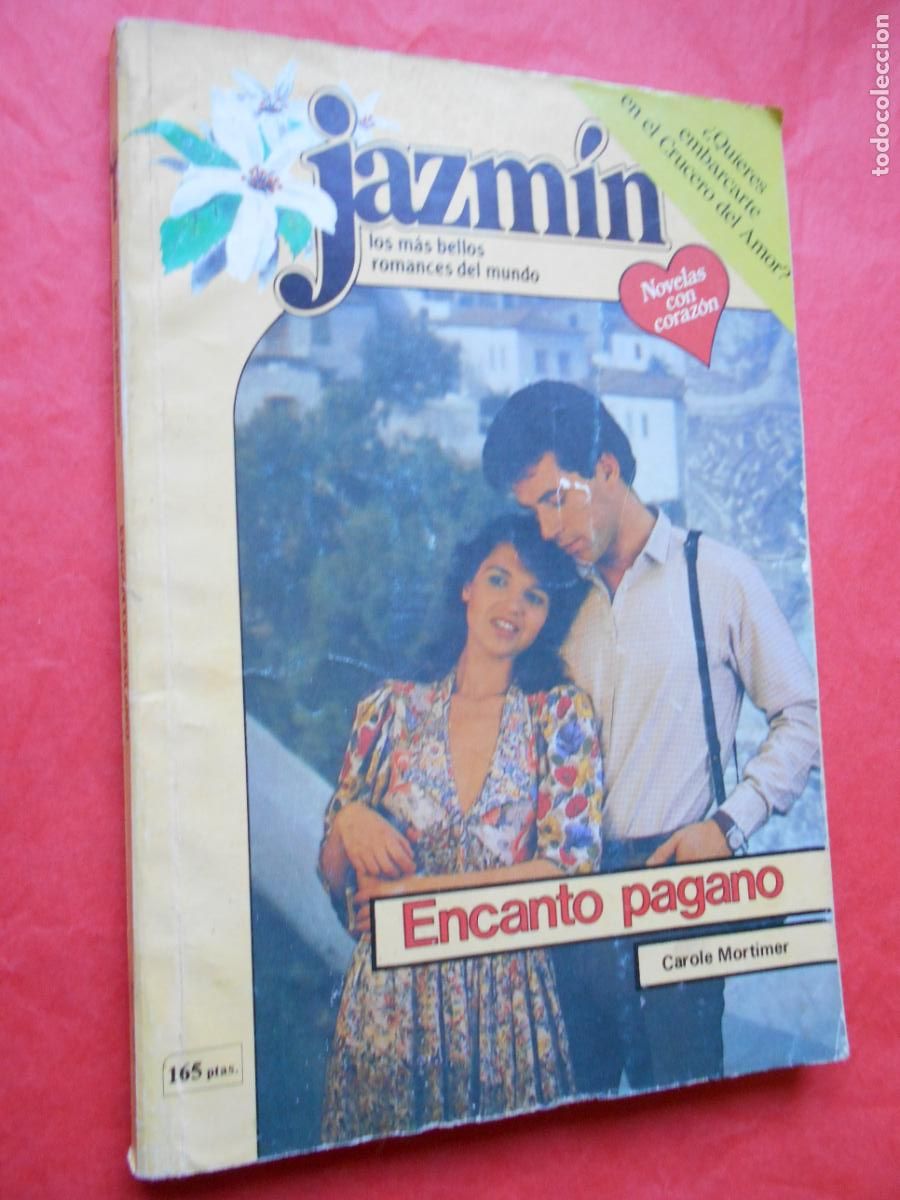 jazmín
los más bellos
romances del mundo
¿Quieres
embarcarte
en el Crucero del Amor?
Novelas
con
corazón
Encanto pagano
Carole Mortimer
165 ptas.
todocoleccion